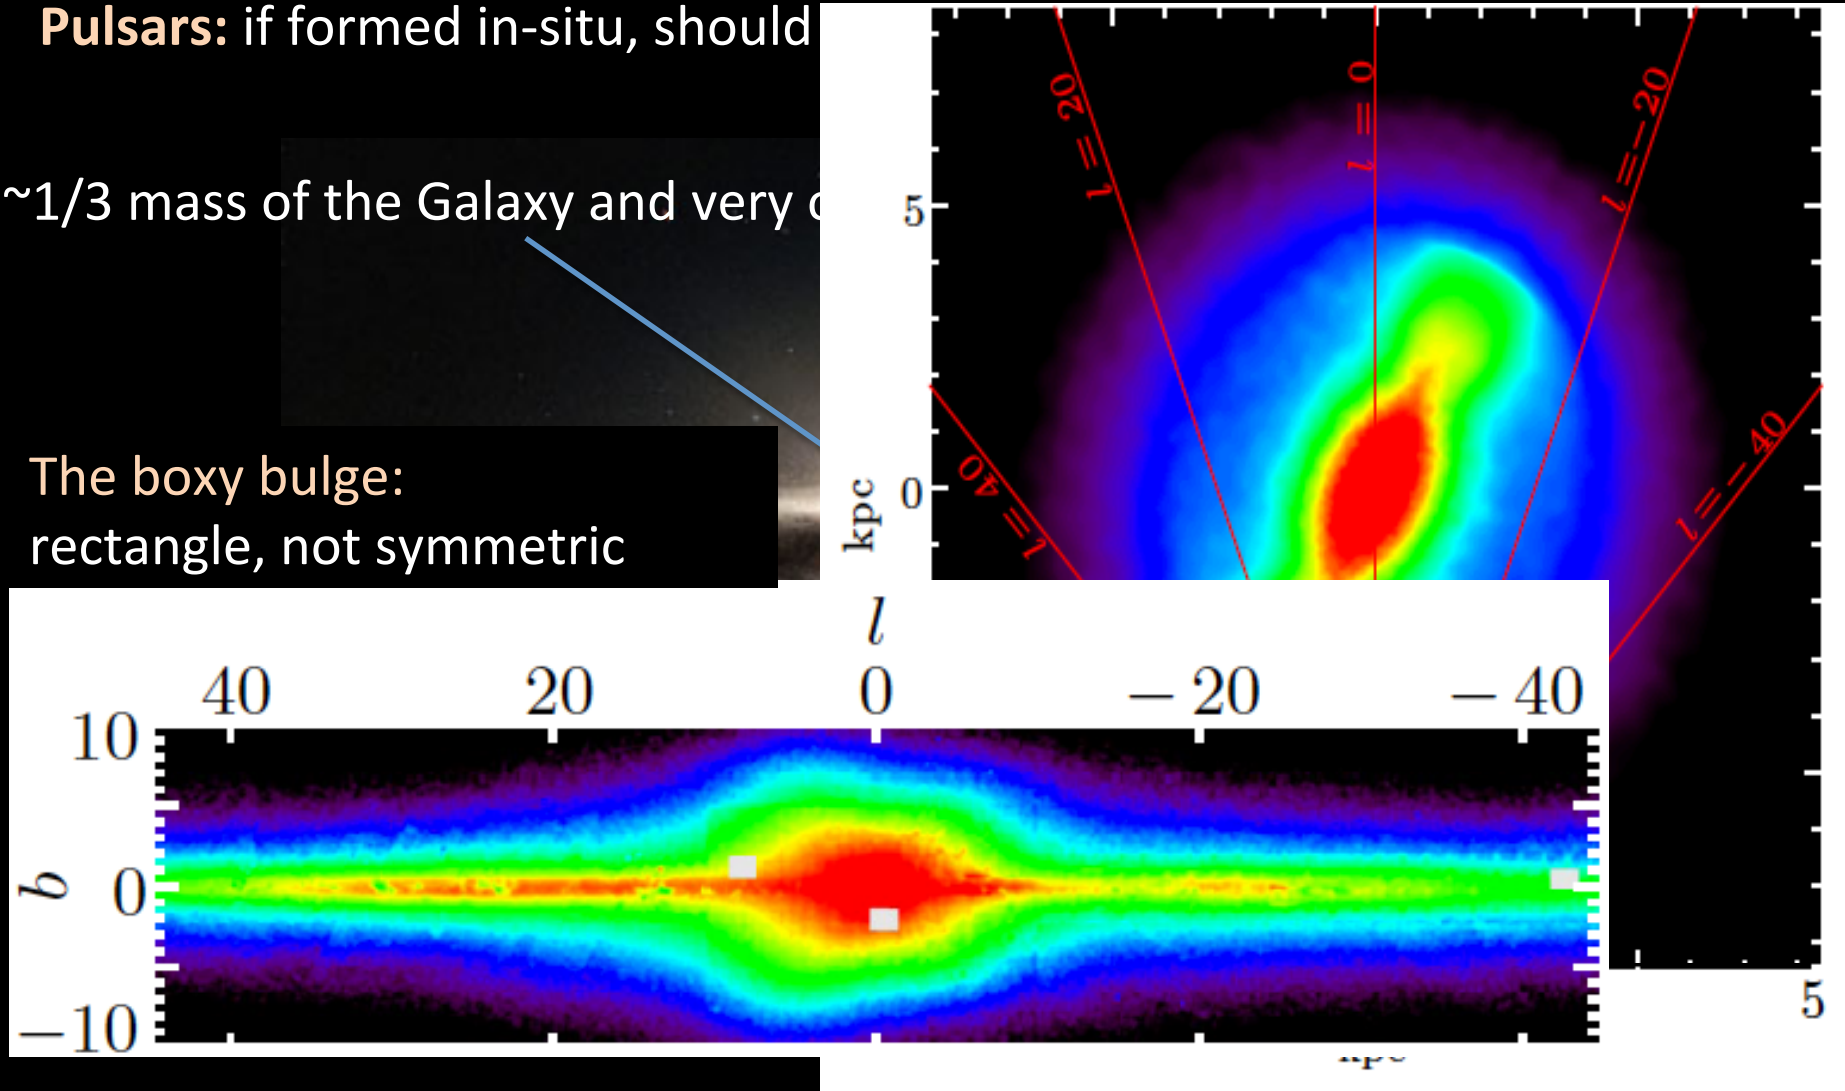 Pulsars: if formed in-situ, should
~1/3 mass of the Galaxy and very
The boxy bulge:
rectangle, not symmetric
l = 20
l = 0
l = −20
5
l = 40
kpc
0
l = −40
l
40 20 0 − 20 − 40
10
b
0
−10
5
kpc